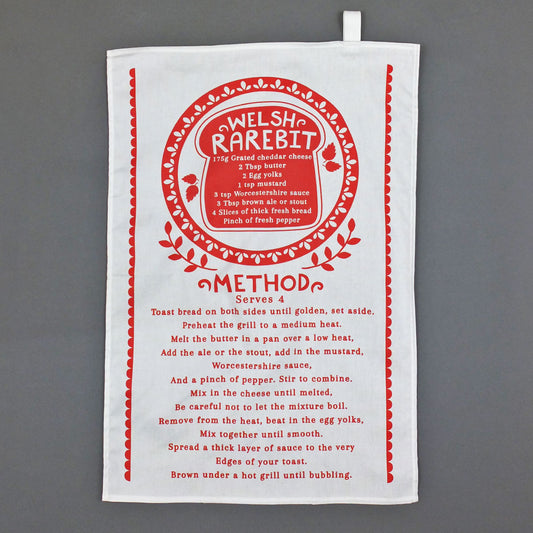 WELSH
RAREBIT
175g Grated cheddar cheese
2 Tbsp butter
2 Egg yolks
1 tsp mustard
3 tsp Worcestershire sauce
3 Tbsp brown ale or stout
4 Slices of thick fresh bread
Pinch of fresh pepper
METHOD
Serves 4
Toast bread on both sides until golden, set aside.
Preheat the grill to a medium heat.
Melt the butter in a pan over a low heat,
Add the ale or the stout, add in the mustard,
Worcestershire sauce,
And a pinch of pepper. Stir to combine.
Mix in the cheese until melted,
Be careful not to let the mixture boil.
Remove from the heat, beat in the egg yolks,
Mix together until smooth.
Spread a thick layer of sauce to the very
Edges of your toast.
Brown under a hot grill until bubbling.